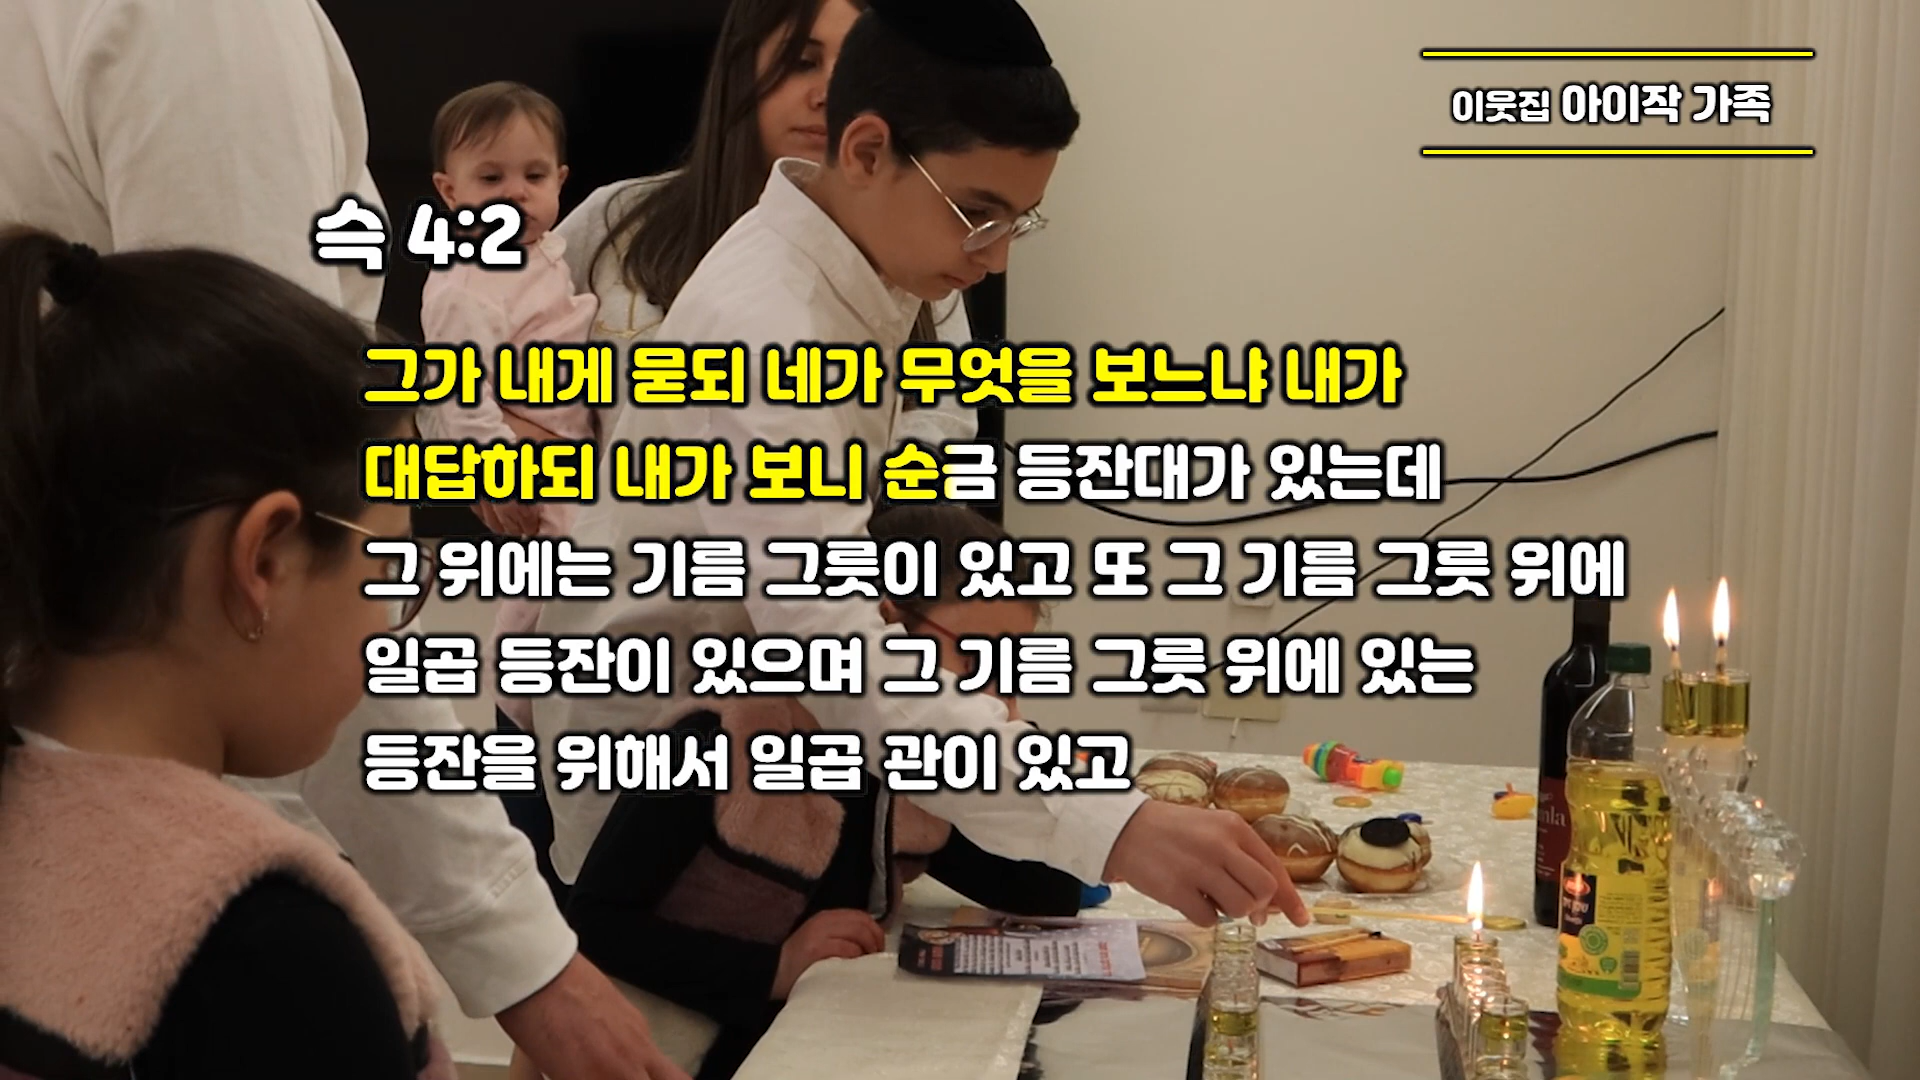 이웃집 아이작 가족
슥 4:2
그가 내게 묻되 네가 무엇을 보느냐 내가
대답하되 내가 보니 순금 등잔대가 있는데
그 위에는 기름 그릇이 있고 또 그 기름 그릇 위에
일곱 등잔이 있으며 그 기름 그릇 위에 있는
등잔을 위해서 일곱 관이 있고